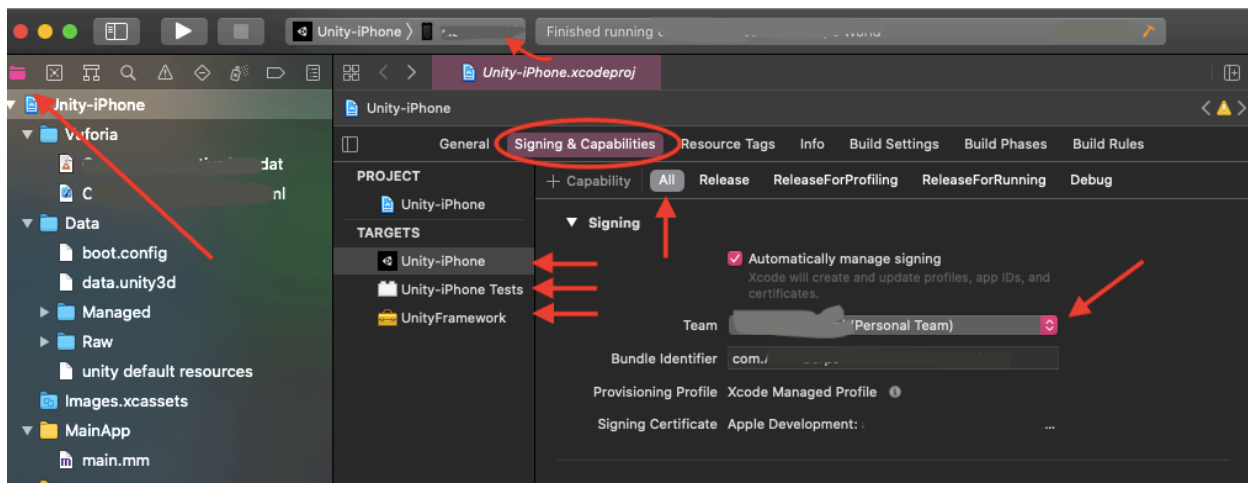 Unity-iPhone
Finished running
Unity-iPhone.xcodeproj
Unity-iPhone
Vuforia
dat
C nl
Data
boot.config
data.unity3d
Managed
Raw
unity default resources
Images.xcassets
MainApp
main.mm
Unity-iPhone
General Signing & Capabilities Resource Tags Info Build Settings Build Phases Build Rules
PROJECT
Unity-iPhone
TARGETS
Unity-iPhone
Unity-iPhone Tests
UnityFramework
+ Capability All Release ReleaseForProfiling ReleaseForRunning Debug
Signing
Automatically manage signing
Xcode will create and update profiles, app IDs, and
certificates.
Team (Personal Team)
Bundle Identifier com.
Provisioning Profile Xcode Managed Profile
Signing Certificate Apple Development: ...